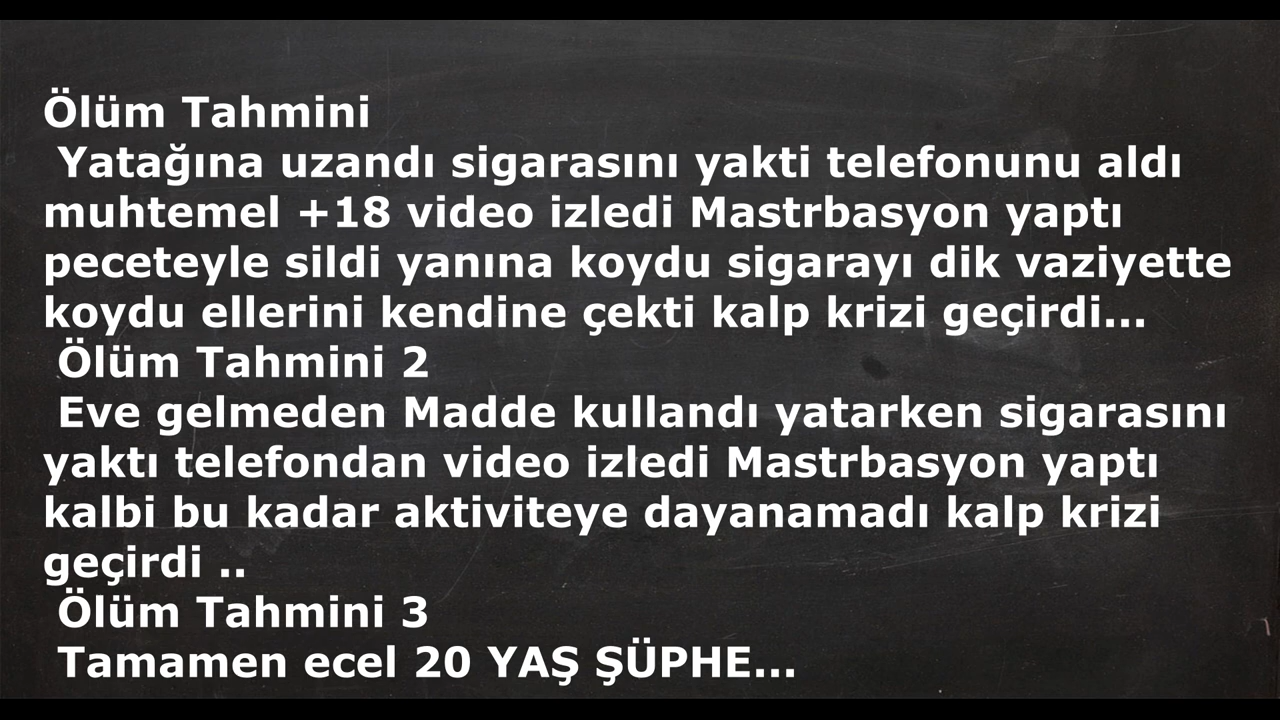 Ölüm Tahmini
Yatağına uzandı sigarasını yakti telefonunu aldı
muhtemel +18 video izledi Mastrbasyon yaptı
peceteyle sildi yanına koydu sigarayı dik vaziyette
koydu ellerini kendine çekti kalp krizi geçirdi...
Ölüm Tahmini 2
Eve gelmeden Madde kullandı yatarken sigarasını
yaktı telefondan video izledi Mastrbasyon yaptı
kalbi bu kadar aktiviteye dayanamadı kalp krizi
geçirdi ..
Ölüm Tahmini 3
Tamamen ecel 20 YAŞ ŞÜPHE...